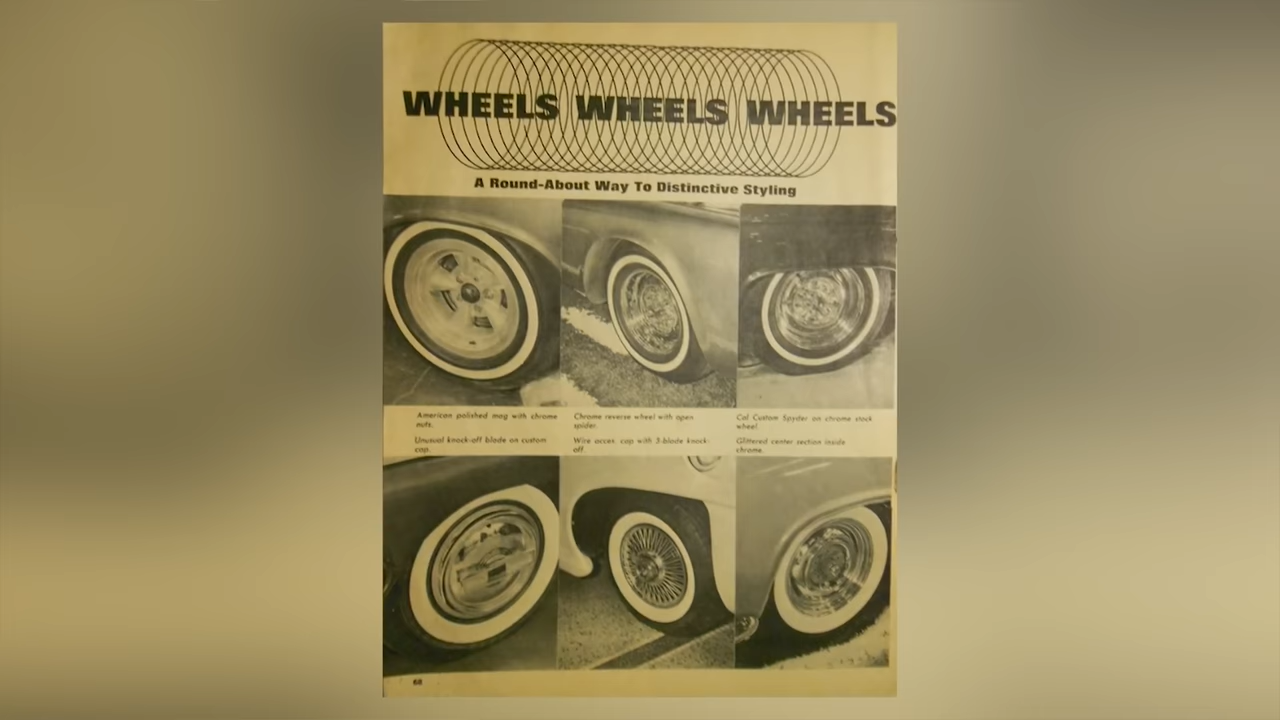 WHEELS WHEELS WHEELS
A Round-About Way To Distinctive Styling
American polished mag with chrome
nuts.
Unusual knock-off blade on custom
cap.
Chrome reverse wheel with open
spider.
Wire acces. cap with 3-blade knock-
off.
Cal Custom Spyder on chrome stock
wheel.
Glittered center section inside
chrome.
68